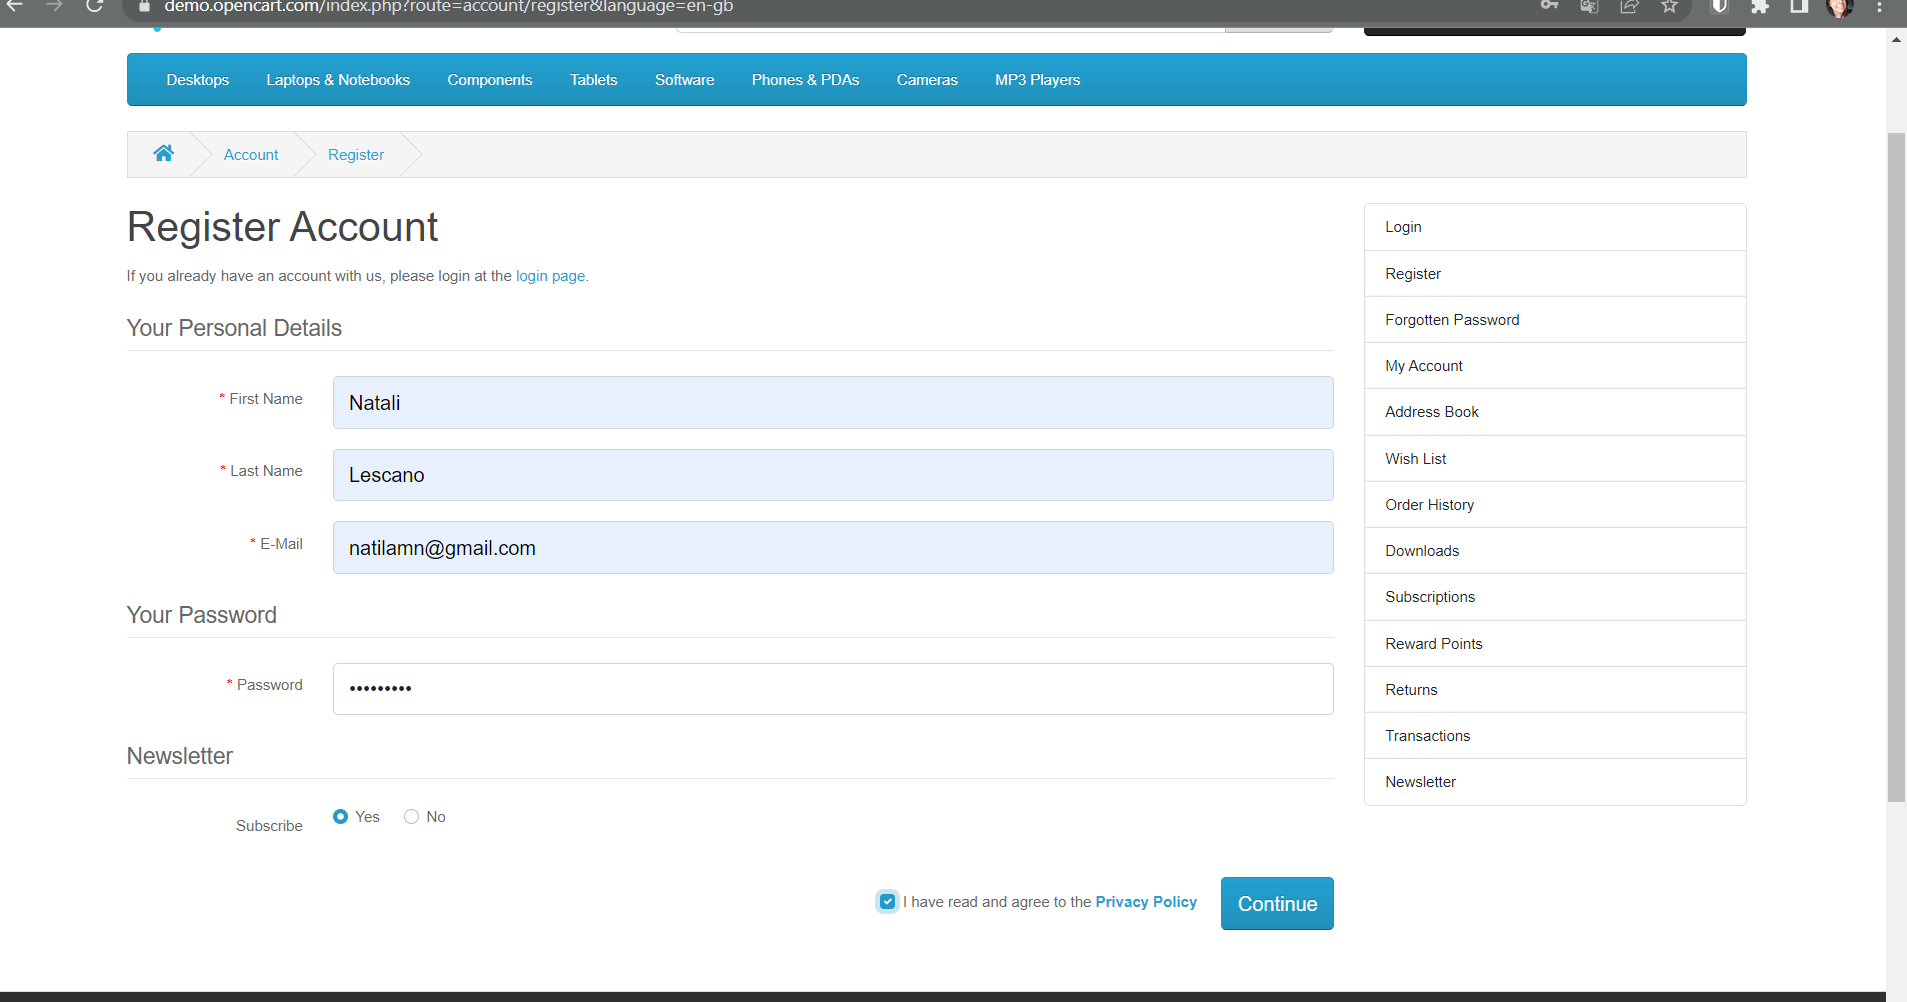 demo.opencart.com/index.php?route=account/register&language=en-gb
Desktops Laptops & Notebooks Components Tablets Software Phones & PDAs Cameras MP3 Players
Account Register
Register Account
If you already have an account with us, please login at the login page.
Your Personal Details
* First Name Natali
* Last Name Lescano
* E-Mail natilamn@gmail.com
Your Password
* Password •••••••••
Newsletter
Subscribe Yes No
I have read and agree to the Privacy Policy Continue
Login
Register
Forgotten Password
My Account
Address Book
Wish List
Order History
Downloads
Subscriptions
Reward Points
Returns
Transactions
Newsletter